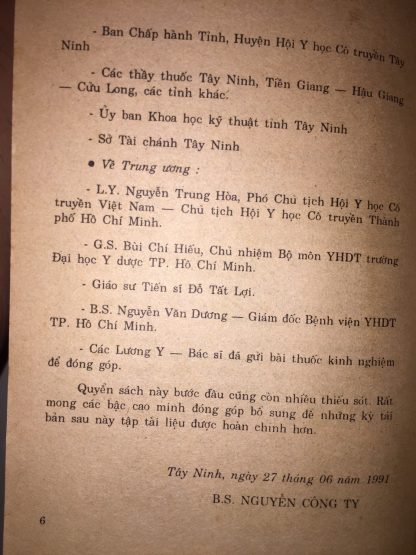 - Ban Chấp hành Tỉnh, Huyện Hội Y học Cổ truyền Tây
Ninh
- Các thầy thuốc Tây Ninh, Tiền Giang — Hậu Giang
— Cửu Long, các tỉnh khác.
- Ủy ban Khoa học kỹ thuật tỉnh Tây Ninh
- Sở Tài chánh Tây Ninh
● Về Trung ương :
- L.Y. Nguyễn Trung Hòa, Phó Chủ tịch Hội Y học Cổ
truyền Việt Nam — Chủ tịch Hội Y học Cổ truyền Thành
phố Hồ Chí Minh.
- G.S. Bùi Chí Hiếu, Chủ nhiệm Bộ môn YHDT trường
Đại học Y dược TP. Hồ Chí Minh.
- Giáo sư Tiến sĩ Đỗ Tất Lợi.
- B.S. Nguyễn Văn Dương — Giám đốc Bệnh viện YHDT
TP. Hồ Chí Minh.
- Các Lương Y — Bác sĩ đã gửi bài thuốc kinh nghiệm
để đóng góp.
Quyển sách này bước đầu cũng còn nhiều thiếu sót. Rất
mong các bậc cao minh đóng góp bổ sung để những kỳ tái
bản sau này tập tài liệu được hoàn chỉnh hơn.
Tây Ninh, ngày 27 tháng 06 năm 1991
B.S. NGUYỄN CÔNG TY
6